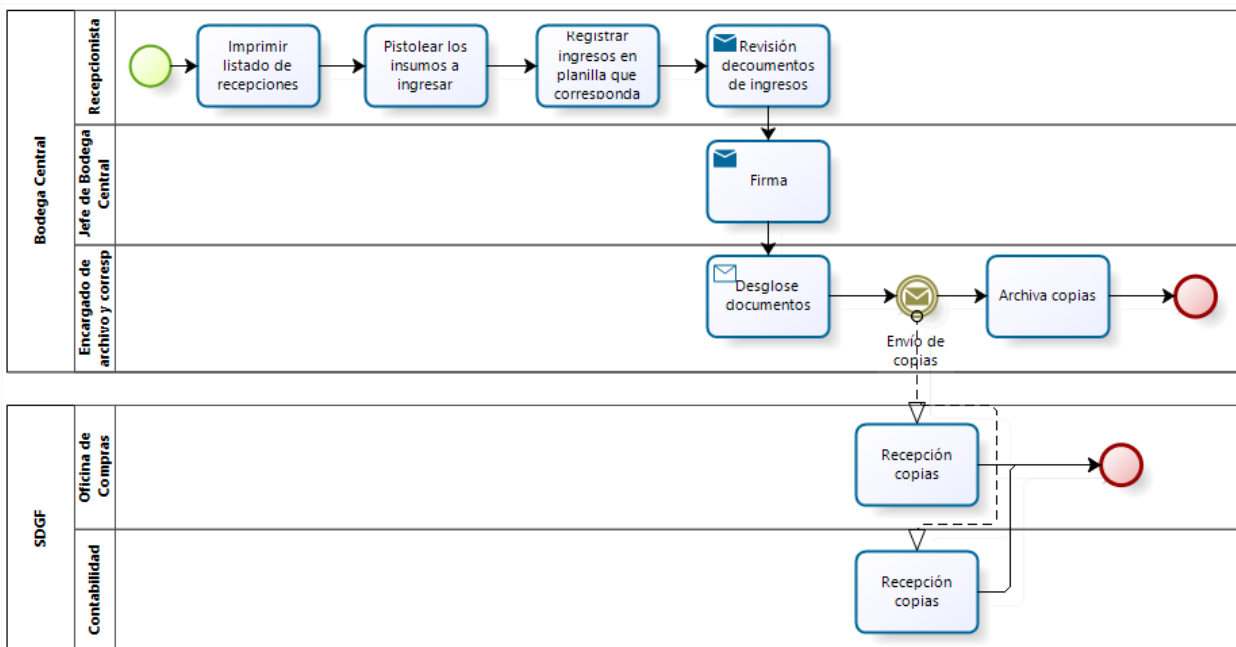 Bodega Central
Recepcionista
Imprimir
listado de
recepciones
Pistolear los
insumos a
ingresar
Registrar
ingresos en
planilla que
corresponda
Revisión
decoumentos
de ingresos
Jefe de Bodega
Central
Firma
Encargado de
archivo y corresp
Desglose
documentos
Envío de
copias
Archiva copias
SDGF
Oficina de
Compras
Recepción
copias
Contabilidad
Recepción
copias